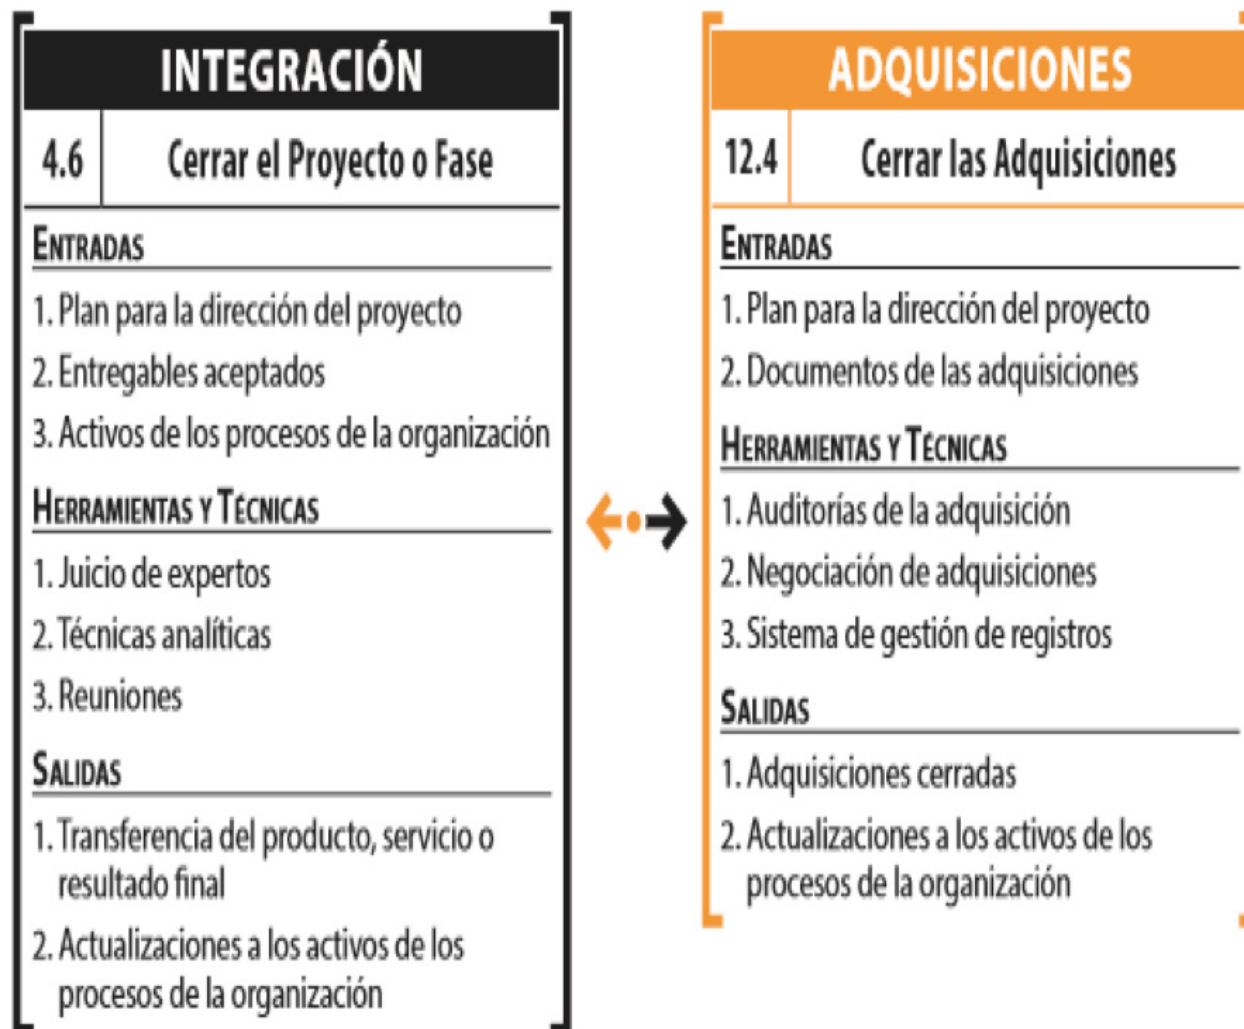 INTEGRACIÓN
4.6 Cerrar el Proyecto o Fase
ENTRADAS
1. Plan para la dirección del proyecto
2. Entregables aceptados
3. Activos de los procesos de la organización
HERRAMIENTAS Y TÉCNICAS
1. Juicio de expertos
2. Técnicas analíticas
3. Reuniones
SALIDAS
1. Transferencia del producto, servicio o
resultado final
2. Actualizaciones a los activos de los
procesos de la organización
ADQUISICIONES
12.4 Cerrar las Adquisiciones
ENTRADAS
1. Plan para la dirección del proyecto
2. Documentos de las adquisiciones
HERRAMIENTAS Y TÉCNICAS
1. Auditorías de la adquisición
2. Negociación de adquisiciones
3. Sistema de gestión de registros
SALIDAS
1. Adquisiciones cerradas
2. Actualizaciones a los activos de los
procesos de la organización